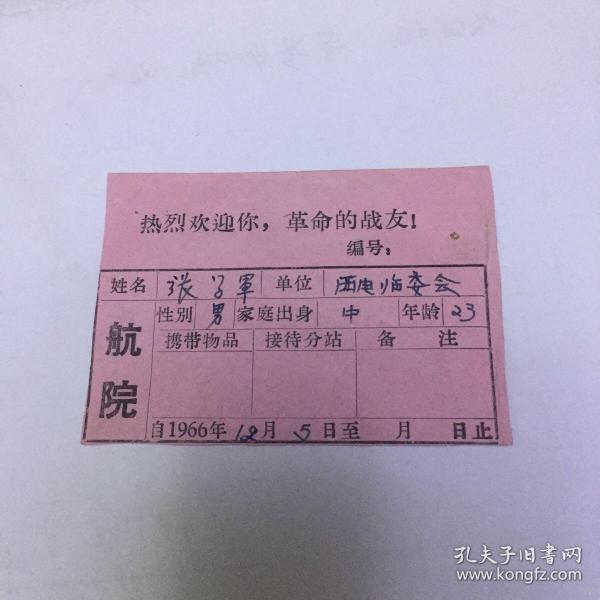 热烈欢迎你，革命的战友！
编号：
姓名 张学军 单位 西电临委会
性别 男 家庭出身 中 年龄 23
航院
携带物品 接待分站 备注
自1966年12月5日至 月 日止
孔夫子旧书网
www.kongfz.com